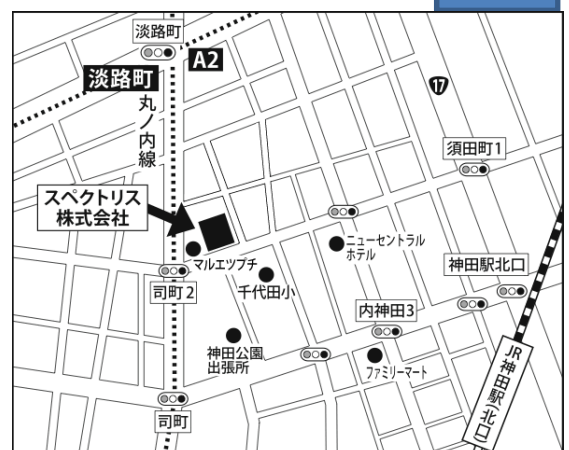 淡路町
A2
淡路町
丸ノ内線
17
須田町1
スペクトリス
株式会社
ニューセントラル
ホテル
マルエツプチ
神田駅北口
千代田小
司町2
内神田3
神田公園
出張所
ファミリーマート
JR神田駅(北口)
司町